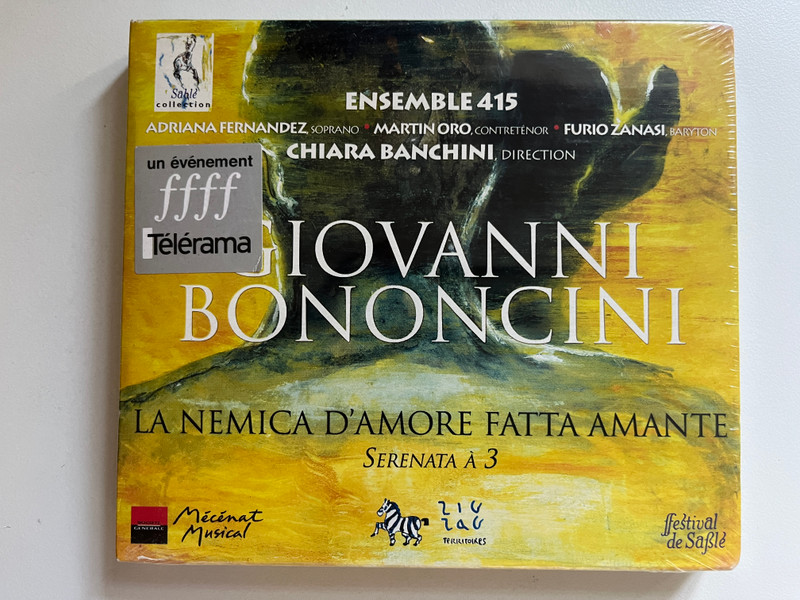 Sablé
collection
ENSEMBLE 415
ADRIANA FERNANDEZ, SOPRANO • MARTIN ORO, CONTRETÉNOR • FURIO ZANASI, BARYTON
CHIARA BANCHINI, DIRECTION
un événement
ffff
Télérama
GIOVANNI
BONONCINI
LA NEMICA D'AMORE FATTA AMANTE
SERENATA À 3
GENERALE
Mécénat
Musical
ZIG
ZAG
TERRITOIRES
ffestival
de Saßlé